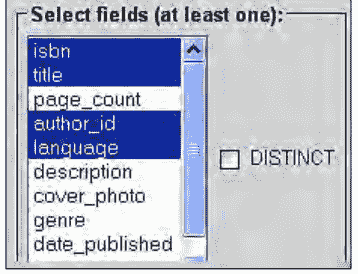 Select fields (at least one):
isbn
title
page_count
author_id
language
description
cover_photo
genre
date_published
DISTINCT